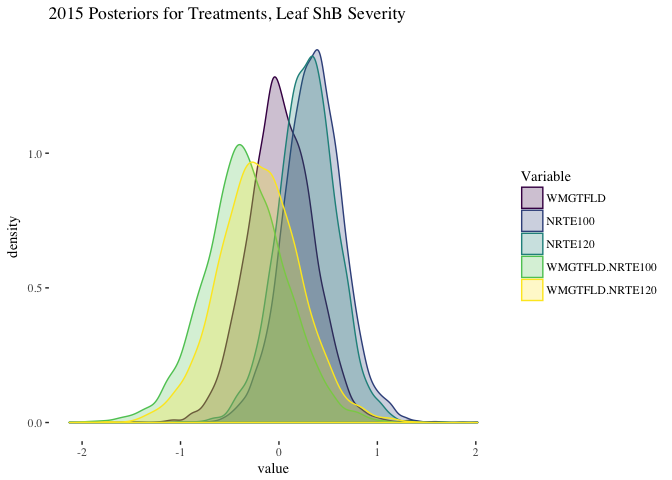 2015 Posteriors for Treatments, Leaf ShB Severity
density
1.0
0.5
0.0
-2
-1
0
1
2
value
Variable
WMGTFLD
NRTE100
NRTE120
WMGTFLD.NRTE100
WMGTFLD.NRTE120